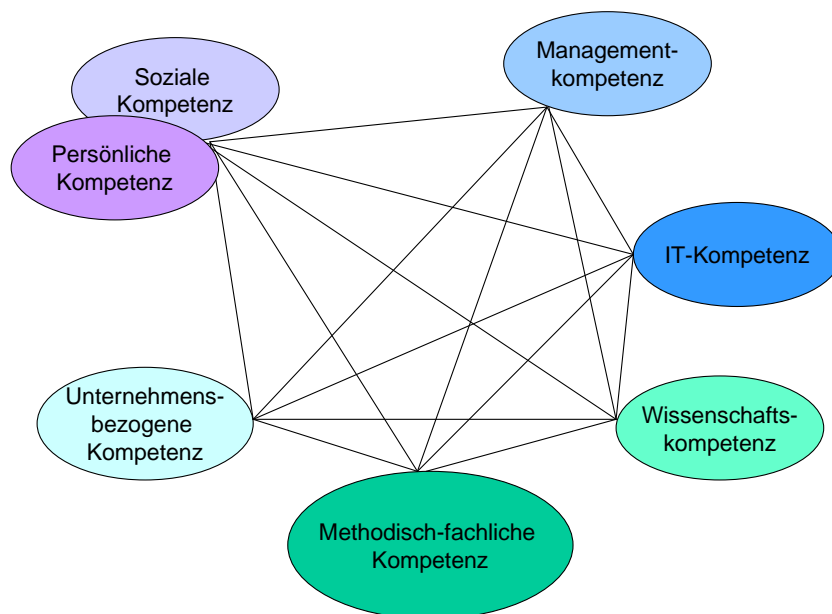 Soziale
Kompetenz
Persönliche
Kompetenz
Management-
kompetenz
IT-Kompetenz
Unternehmens-
bezogene
Kompetenz
Wissenschafts-
kompetenz
Methodisch-fachliche
Kompetenz